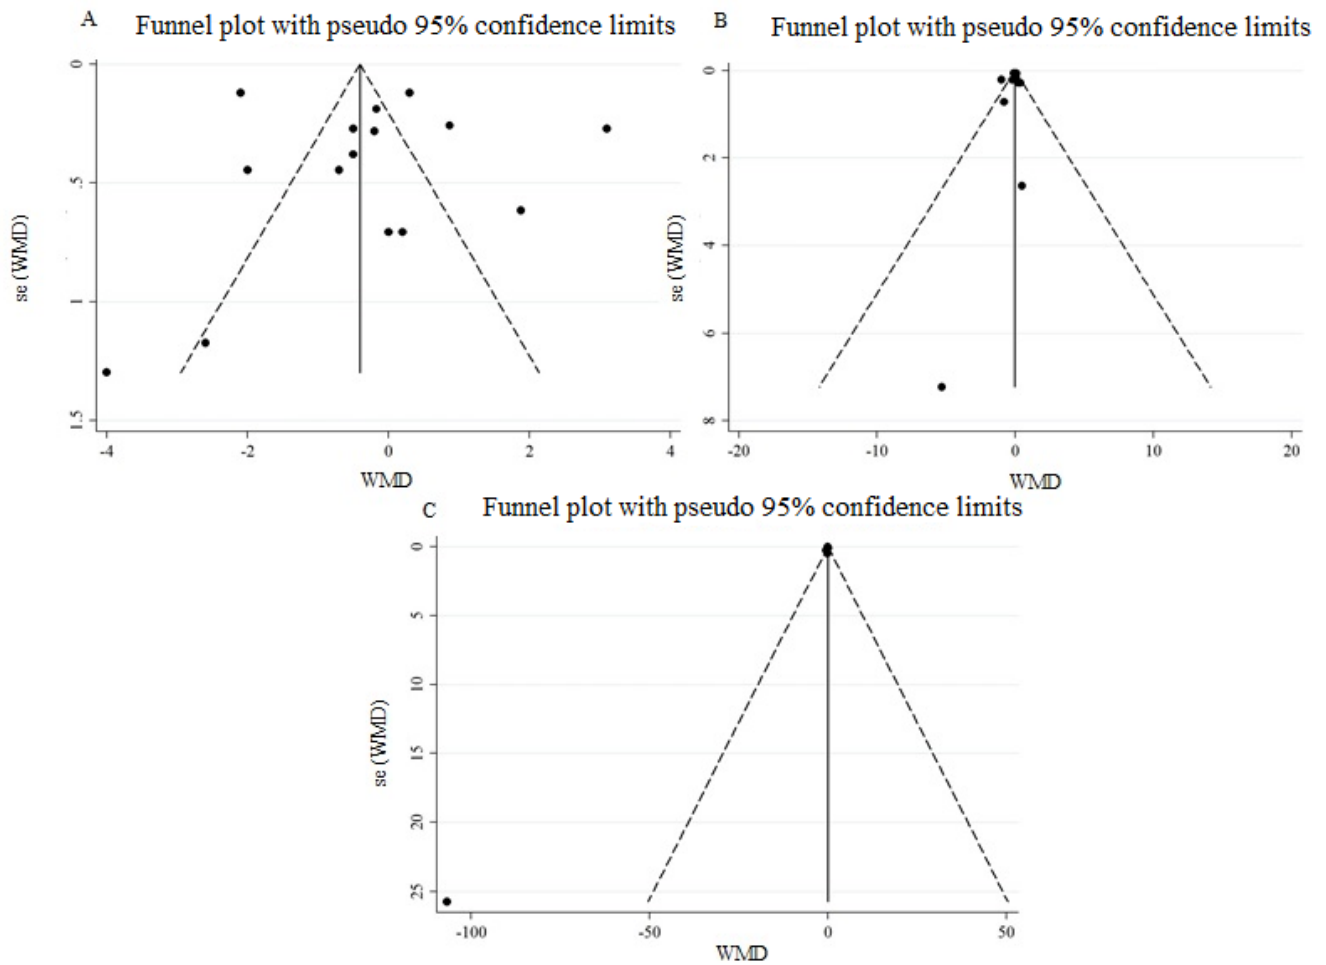 A Funnel plot with pseudo 95% confidence limits
0
.5
1
1.5
se (WMD)
-4 -2 0 2 4
WMD
B Funnel plot with pseudo 95% confidence limits
0
2
4
6
8
se (WMD)
-20 -10 0 10 20
WMD
C Funnel plot with pseudo 95% confidence limits
0
5
10
15
20
25
se (WMD)
-100 -50 0 50
WMD